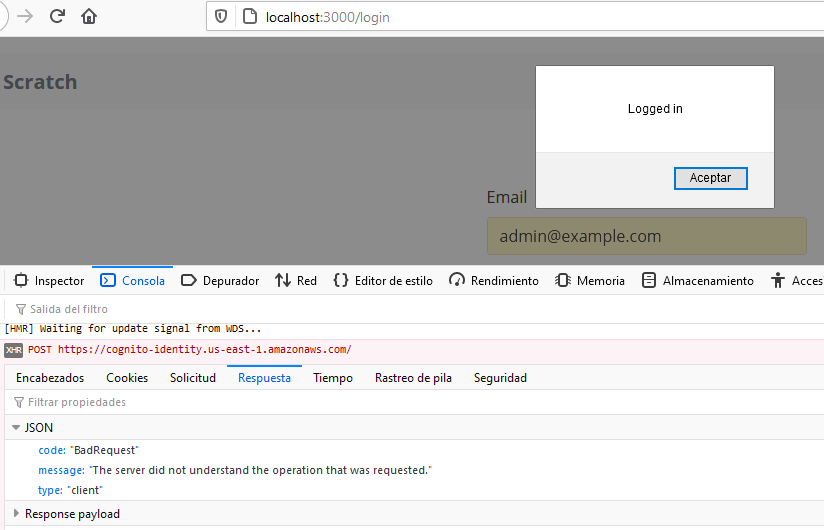 localhost:3000/login
Scratch
Logged in
Aceptar
Email
admin@example.com
Inspector Consola Depurador Red Editor de estilo Rendimiento Memoria Almacenamiento Acces
Salida del filtro
[HMR] Waiting for update signal from WDS...
XHR POST https://cognito-identity.us-east-1.amazonaws.com/
Encabezados Cookies Solicitud Respuesta Tiempo Rastreo de pila Seguridad
Filtrar propiedades
JSON
code: "BadRequest"
message: "The server did not understand the operation that was requested."
type: "client"
Response payload